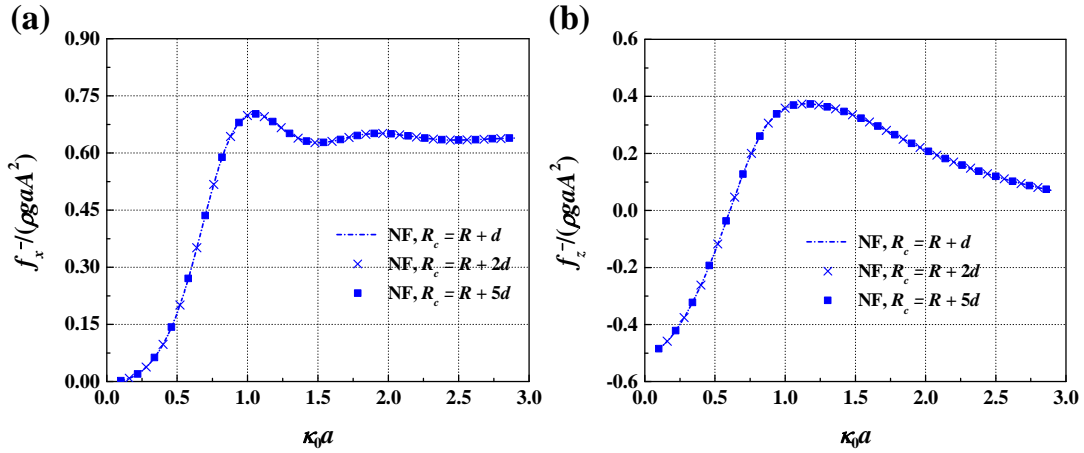 (a)
0.90
0.75
0.60
0.45
0.30
0.15
0.00
f_x^-/(ρgaA^2)
NF, R_c = R + d
NF, R_c = R + 2d
NF, R_c = R + 5d
0.0 0.5 1.0 1.5 2.0 2.5 3.0
κ_0a
(b)
0.6
0.4
0.2
0.0
-0.2
-0.4
-0.6
f_z^-/(ρgaA^2)
NF, R_c = R + d
NF, R_c = R + 2d
NF, R_c = R + 5d
0.0 0.5 1.0 1.5 2.0 2.5 3.0
κ_0a